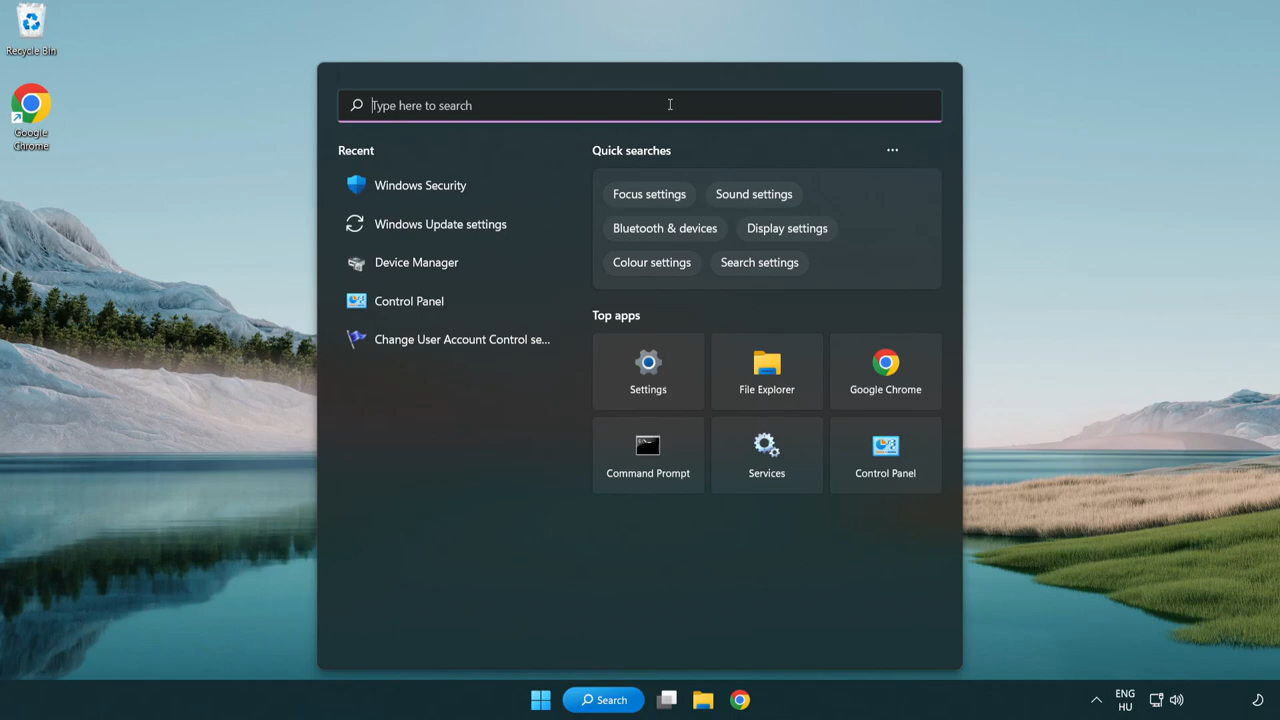 Recycle Bin
Google
Chrome
Type here to search
Recent
Windows Security
Windows Update settings
Device Manager
Control Panel
Change User Account Control se...
Quick searches
Focus settings
Sound settings
Bluetooth & devices
Display settings
Colour settings
Search settings
Top apps
Settings
File Explorer
Google Chrome
Command Prompt
Services
Control Panel
Search
ENG
HU